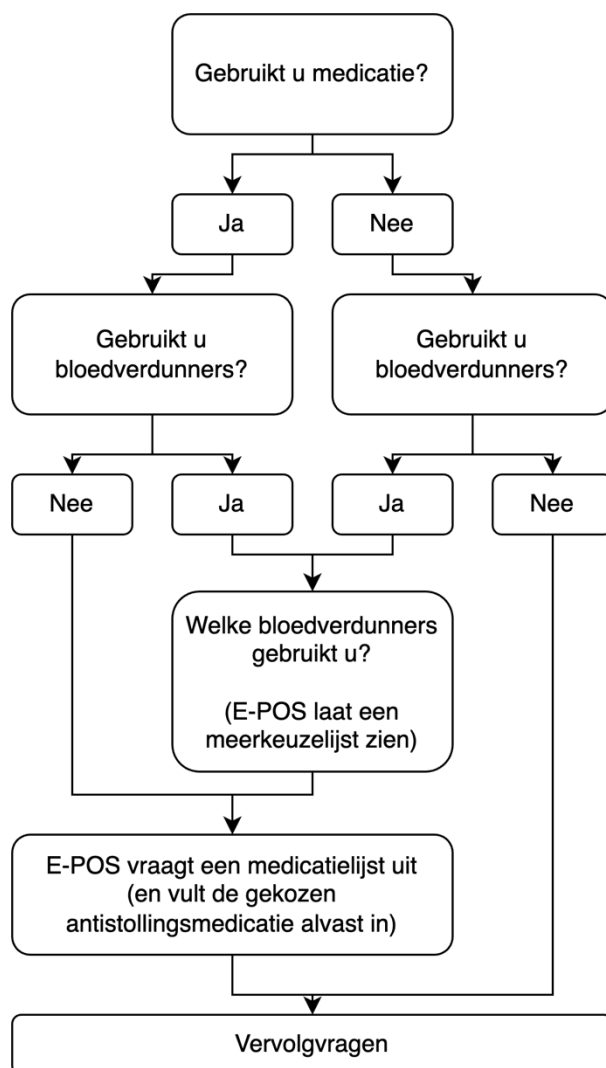 Gebruikt u medicatie?
Ja
Nee
Gebruikt u
bloedverdunners?
Gebruikt u
bloedverdunners?
Nee
Ja
Ja
Nee
Welke bloedverdunners
gebruikt u?
(E-POS laat een
meerkeuzelijst zien)
E-POS vraagt een medicatielijst uit
(en vult de gekozen
antistollingsmedicatie alvast in)
Vervolgvragen